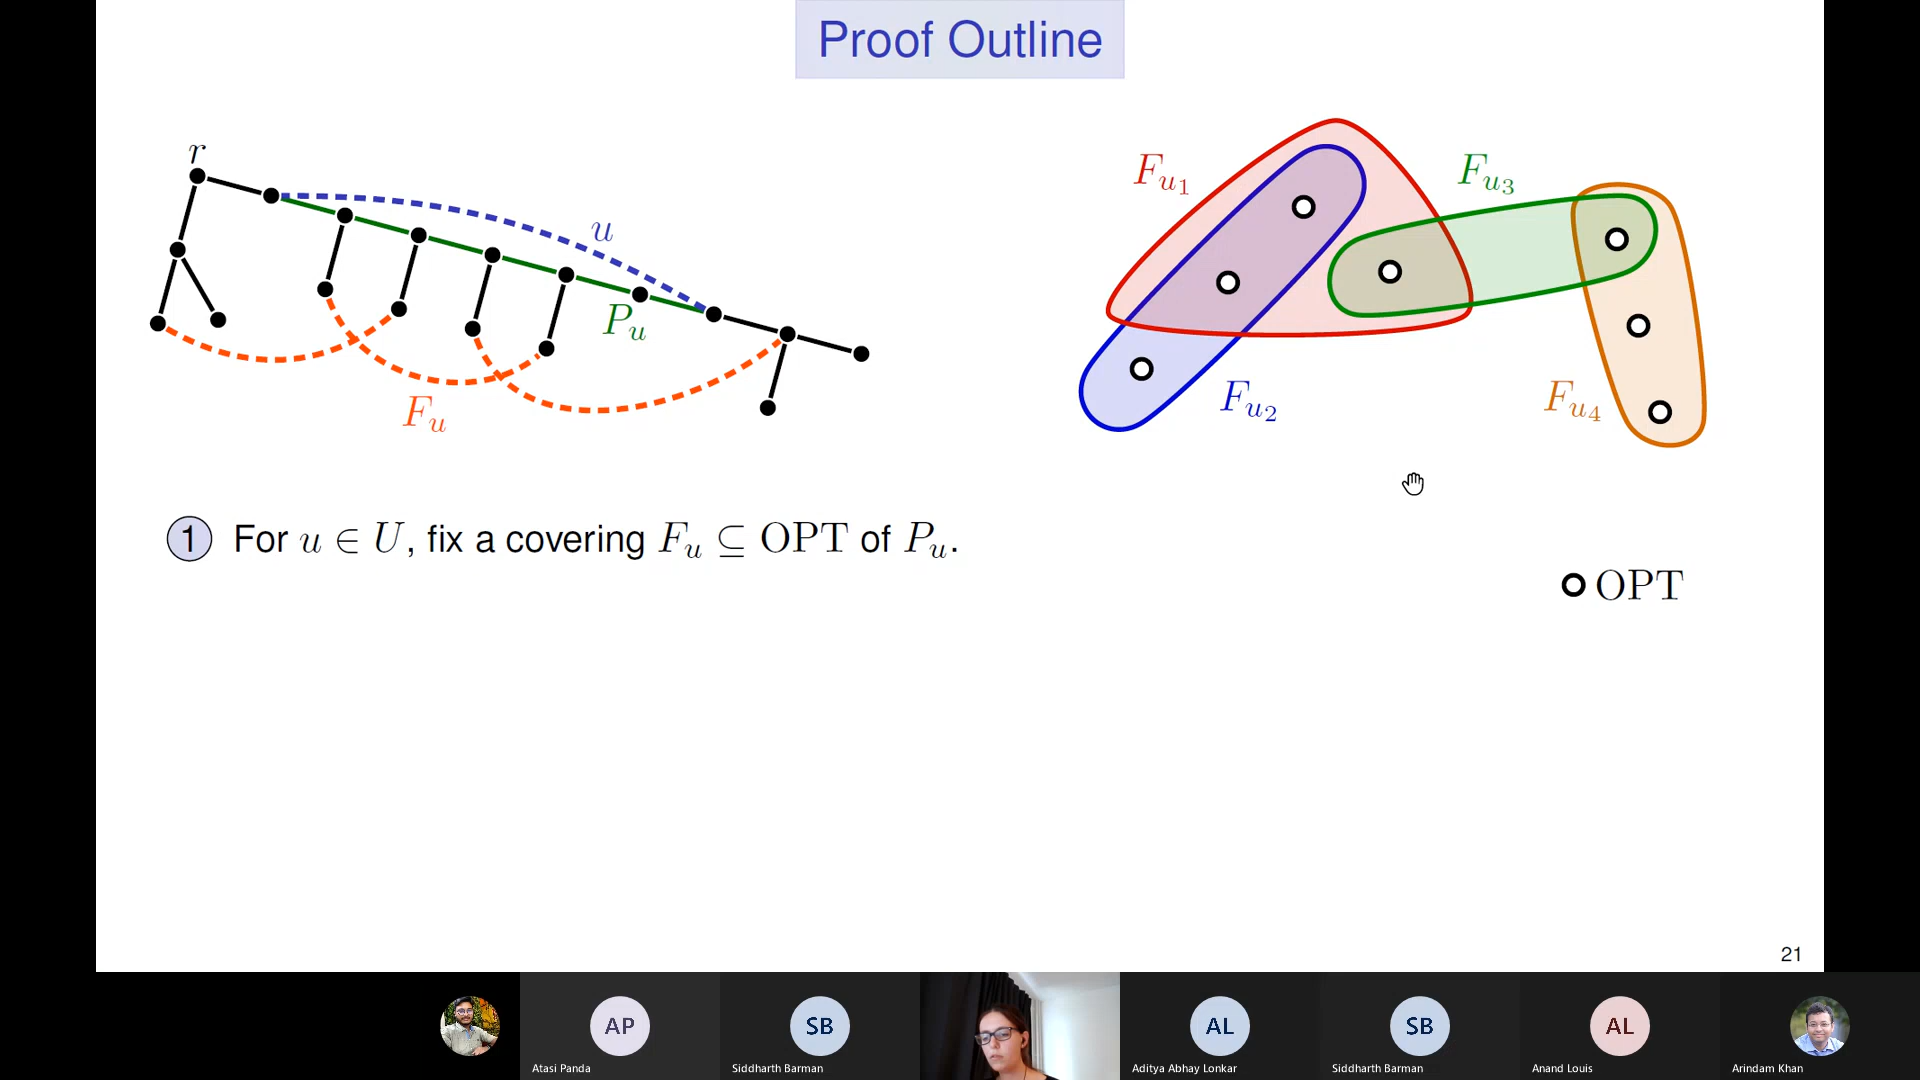 Proof Outline
r
u
P_u
F_u
F_{u_1}
F_{u_2}
F_{u_3}
F_{u_4}
1 For u ∈ U, fix a covering F_u ⊆ OPT of P_u.
OPT
21
AP
Atasi Panda
SB
Siddharth Barman
AL
Aditya Abhay Lonkar
SB
Siddharth Barman
AL
Anand Louis
Arindam Khan